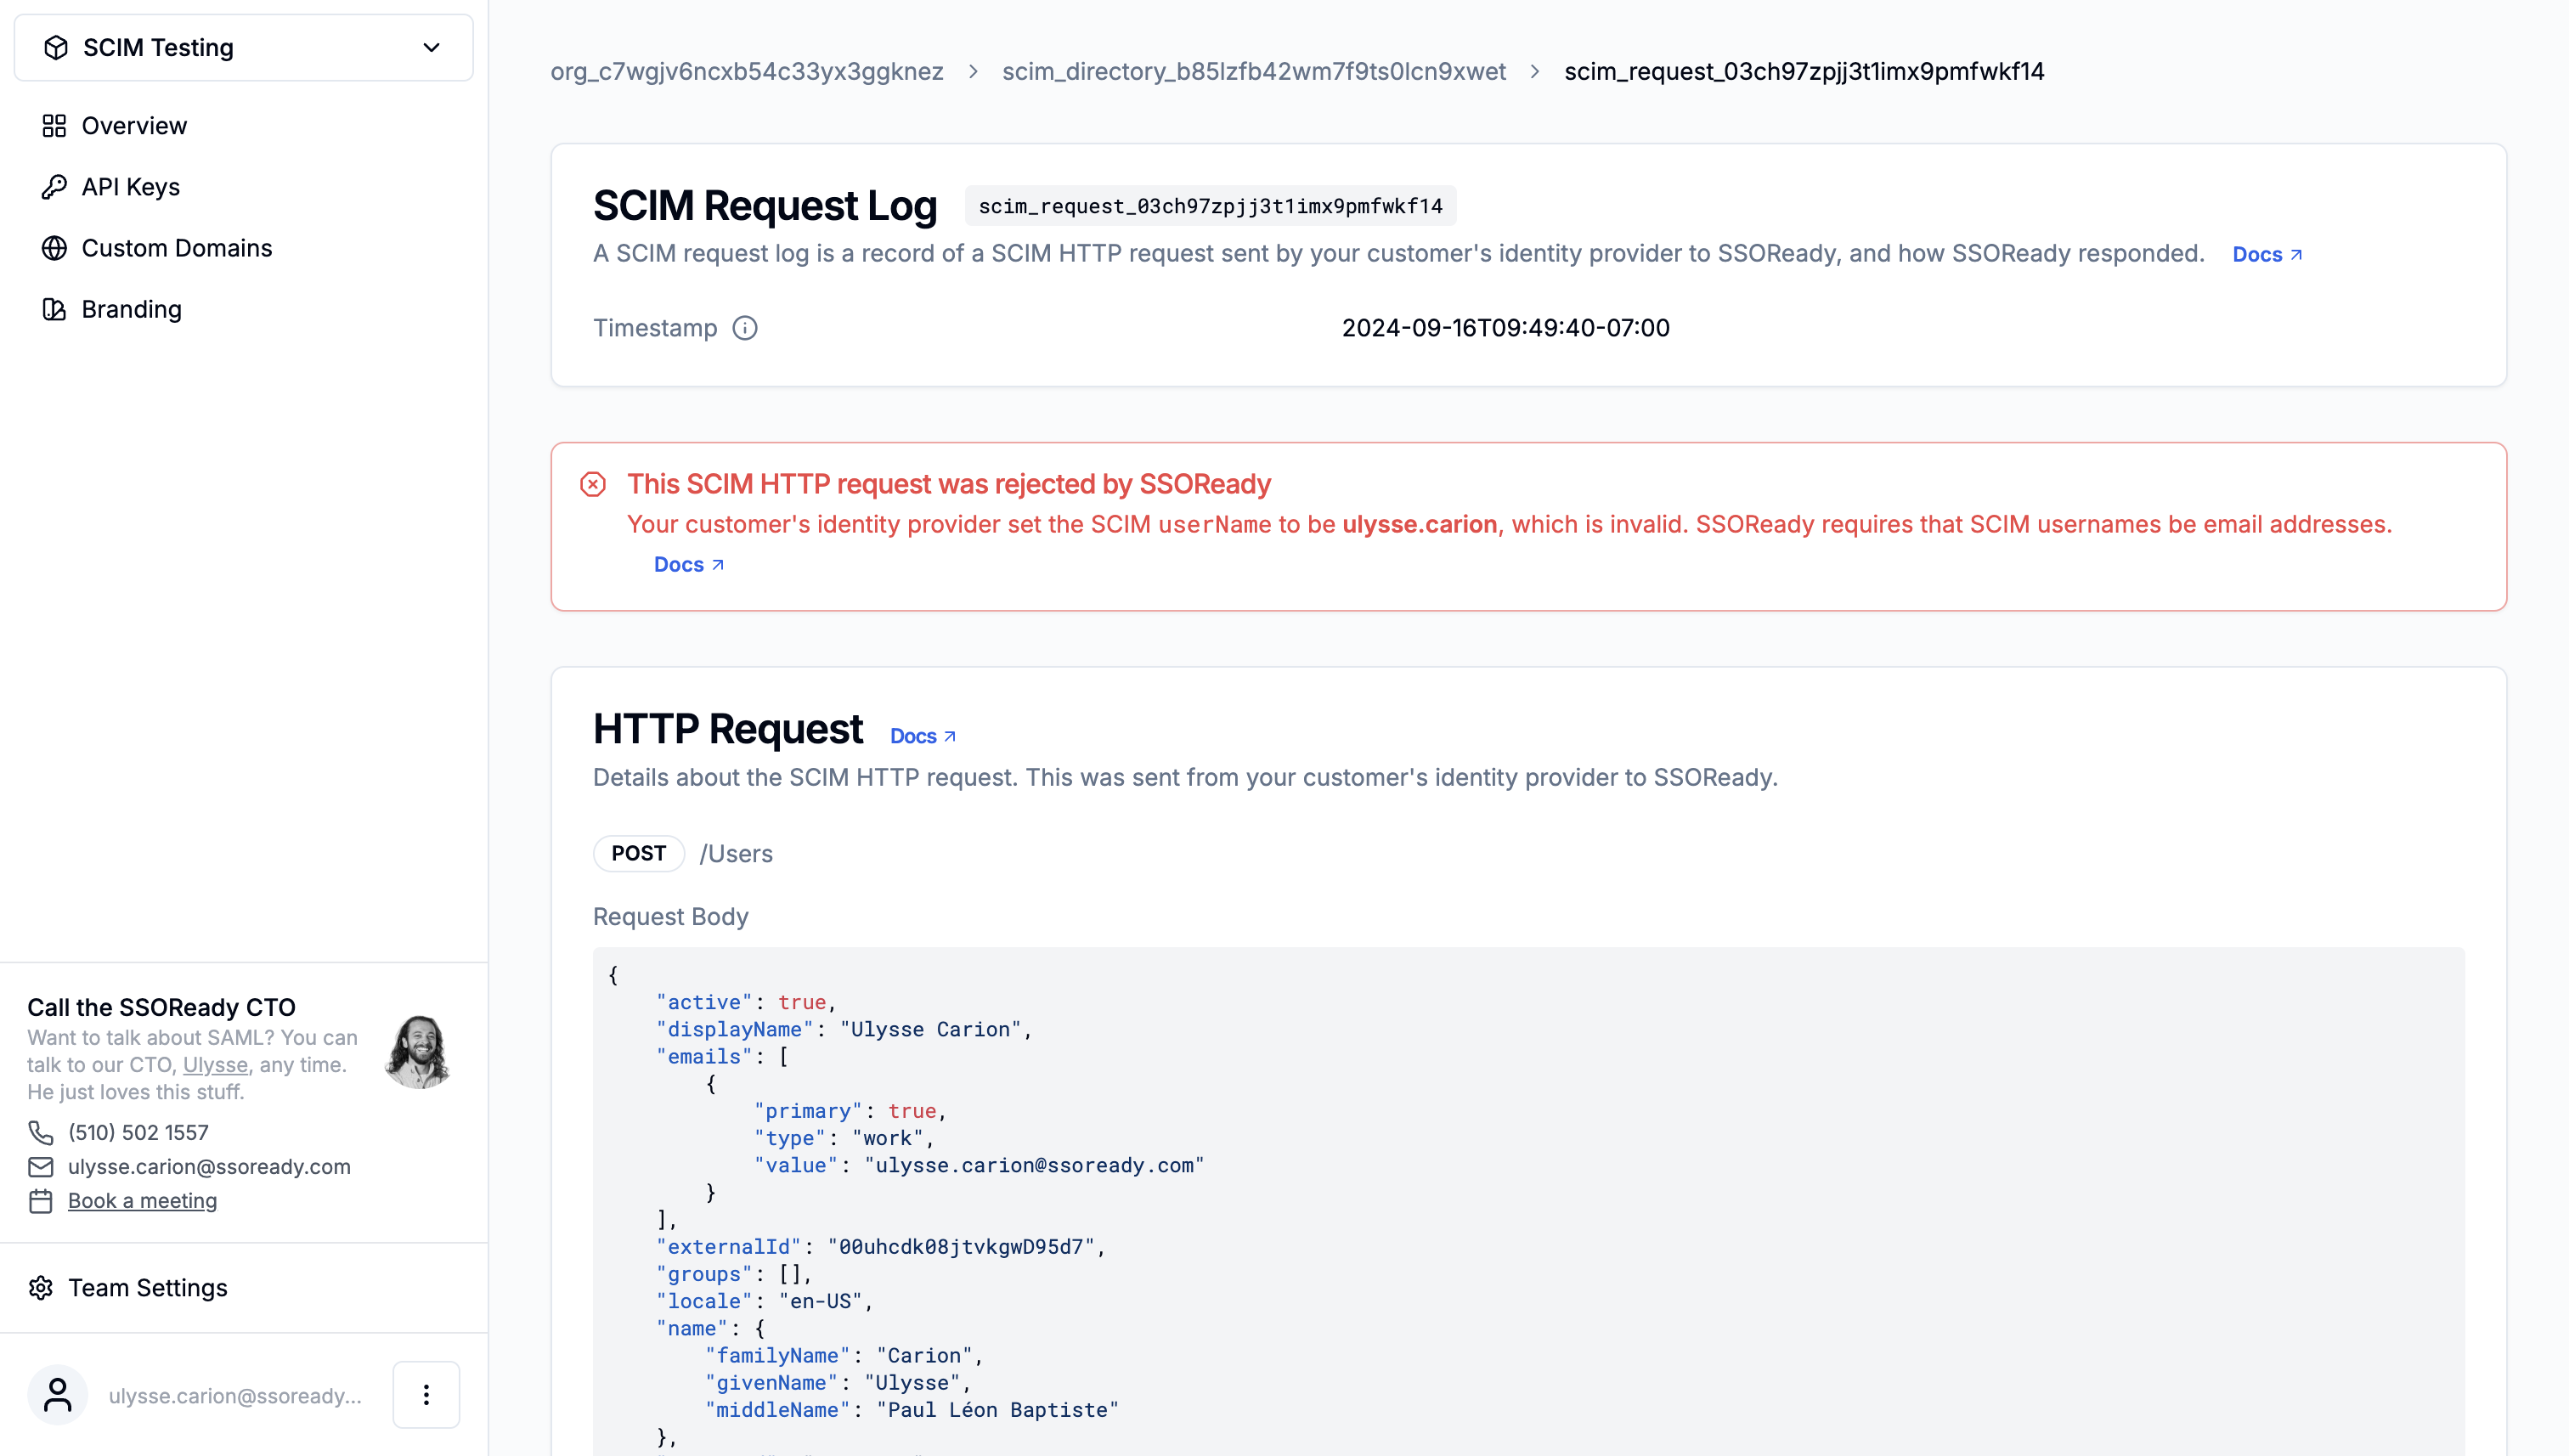 SCIM Testing
Overview
API Keys
Custom Domains
Branding
Call the SSOReady CTO
Want to talk about SAML? You can
talk to our CTO, Ulysse, any time.
He just loves this stuff.
(510) 502 1557
ulysse.carion@ssoready.com
Book a meeting
Team Settings
ulysse.carion@ssoready...
org_c7wgjv6ncxb54c33yx3ggknez > scim_directory_b85lzfb42wm7f9ts0lcn9xwet > scim_request_03ch97zpjj3t1imx9pmfwkf14
SCIM Request Log scim_request_03ch97zpjj3t1imx9pmfwkf14
A SCIM request log is a record of a SCIM HTTP request sent by your customer's identity provider to SSOReady, and how SSOReady responded. Docs
Timestamp 2024-09-16T09:49:40-07:00
This SCIM HTTP request was rejected by SSOReady
Your customer's identity provider set the SCIM userName to be ulysse.carion, which is invalid. SSOReady requires that SCIM usernames be email addresses.
Docs
HTTP Request Docs
Details about the SCIM HTTP request. This was sent from your customer's identity provider to SSOReady.
POST /Users
Request Body
{
    "active": true,
    "displayName": "Ulysse Carion",
    "emails": [
        {
            "primary": true,
            "type": "work",
            "value": "ulysse.carion@ssoready.com"
        }
    ],
    "externalId": "00uhcdk08jtvkgwD95d7",
    "groups": [],
    "locale": "en-US",
    "name": {
        "familyName": "Carion",
        "givenName": "Ulysse",
        "middleName": "Paul Léon Baptiste"
    },